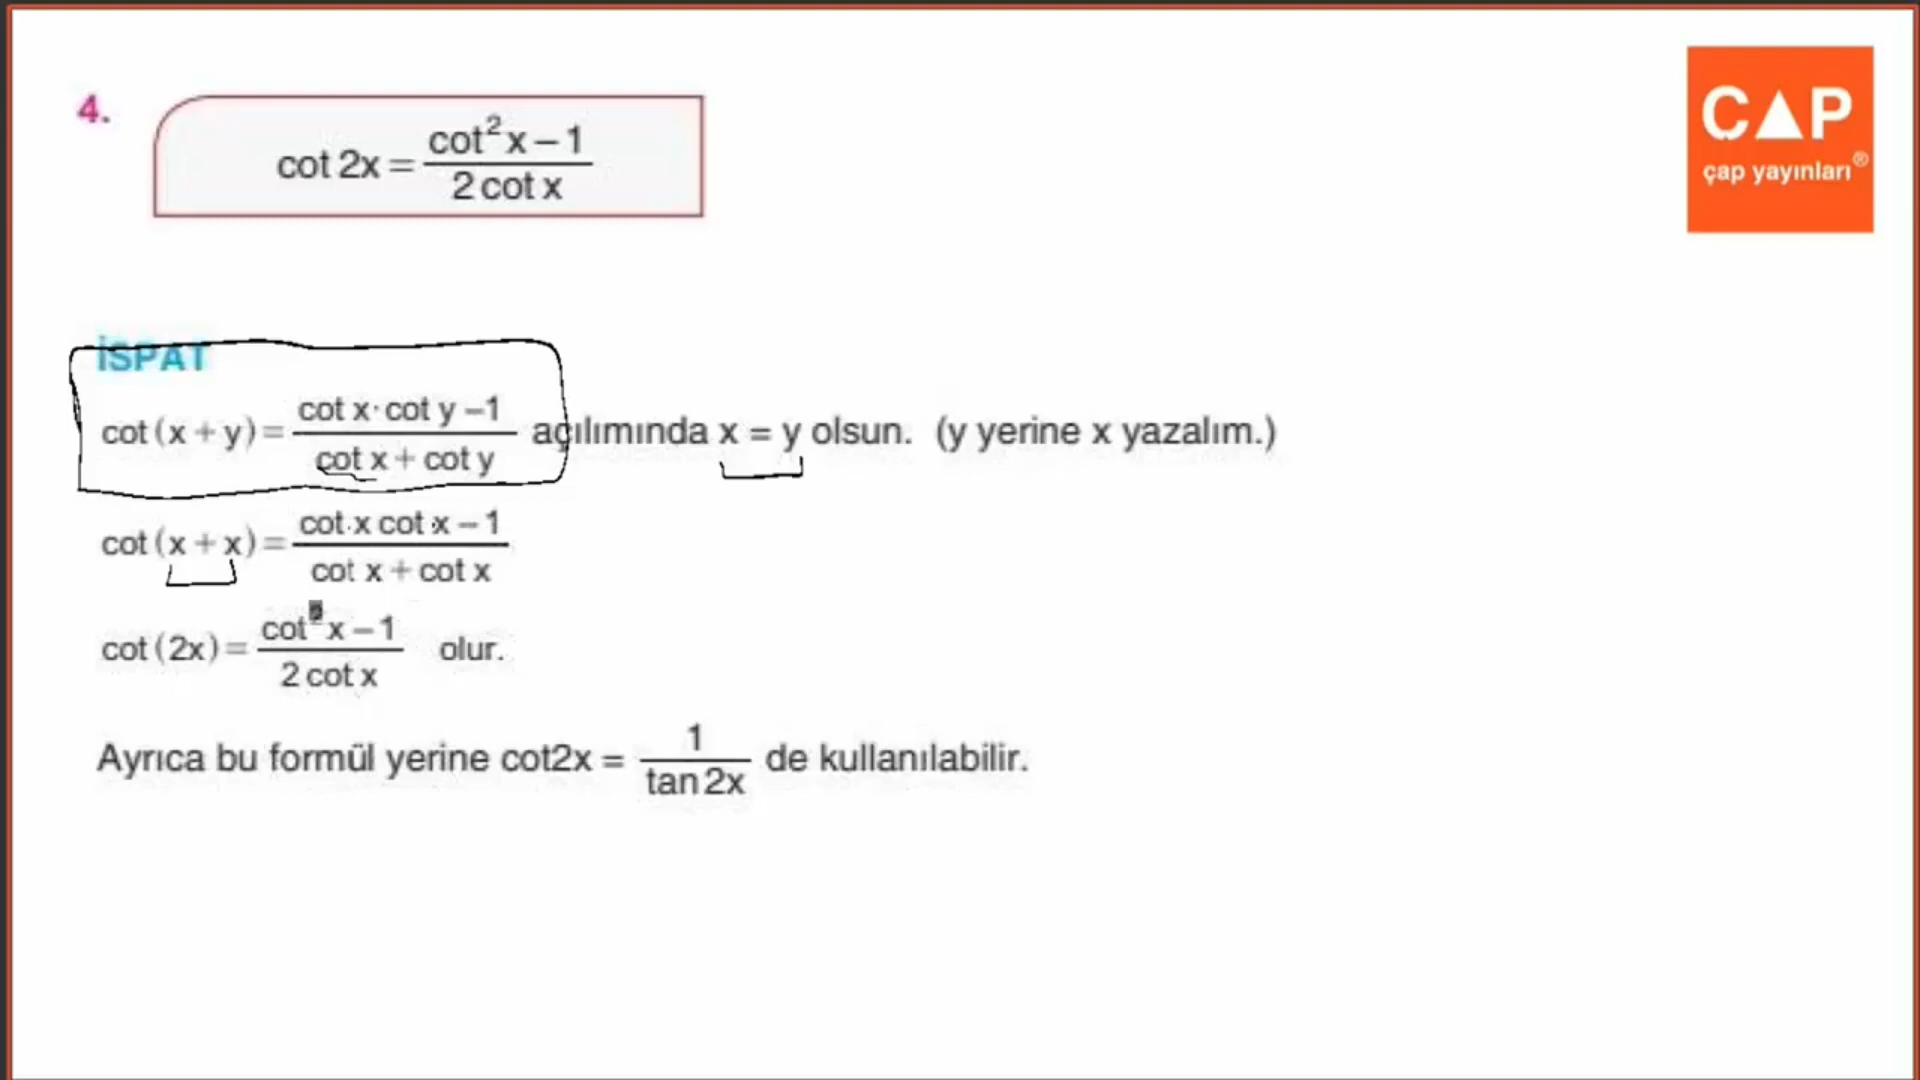 4.
cot 2x = (cot²x − 1) / (2 cot x)
ÇAP
çap yayınları®
İSPAT
cot (x + y) = (cot x · cot y − 1) / (cot x + cot y) açılımında x = y olsun. (y yerine x yazalım.)
cot (x + x) = (cot x cot x − 1) / (cot x + cot x)
cot (2x) = (cot²x − 1) / (2 cot x) olur.
Ayrıca bu formül yerine cot2x = 1 / (tan 2x) de kullanılabilir.